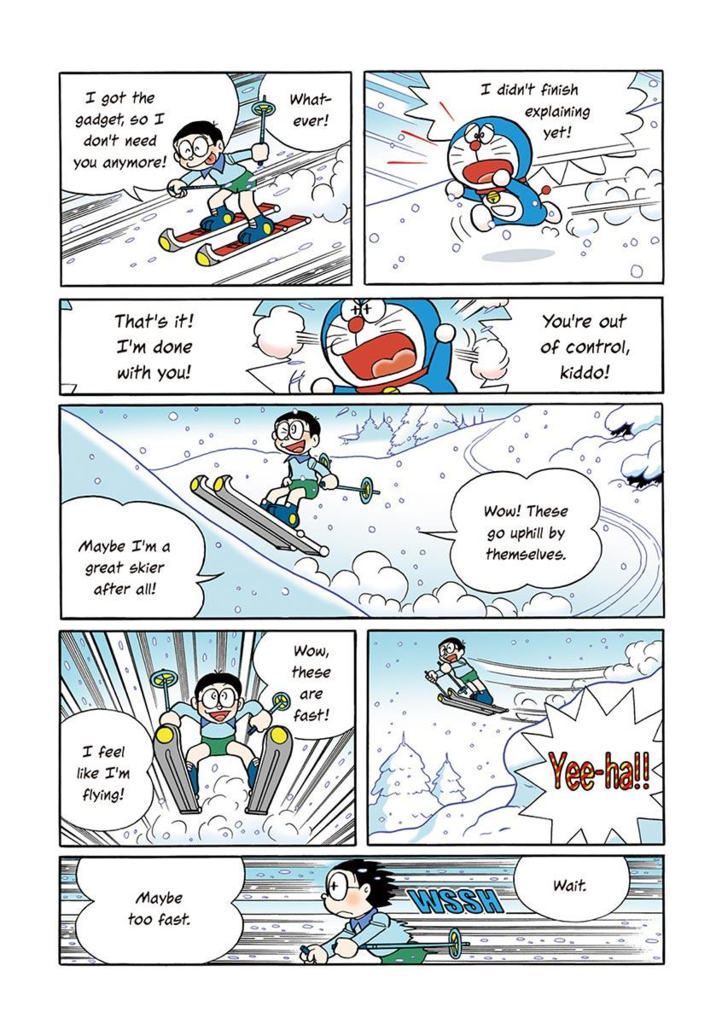 I didn't finish
explaining
yet!
What-
ever!
I got the
gadget, so I
don't need
you anymore!
You're out
of control,
kiddo!
That's it!
I'm done
with you!
Wow! These
go uphill by
themselves.
Maybe I'm a
great skier
after all!
Yee-ha!!
Wow,
these
are
fast!
I feel
like I'm
flying!
Wait.
WSSH
Maybe
too fast.